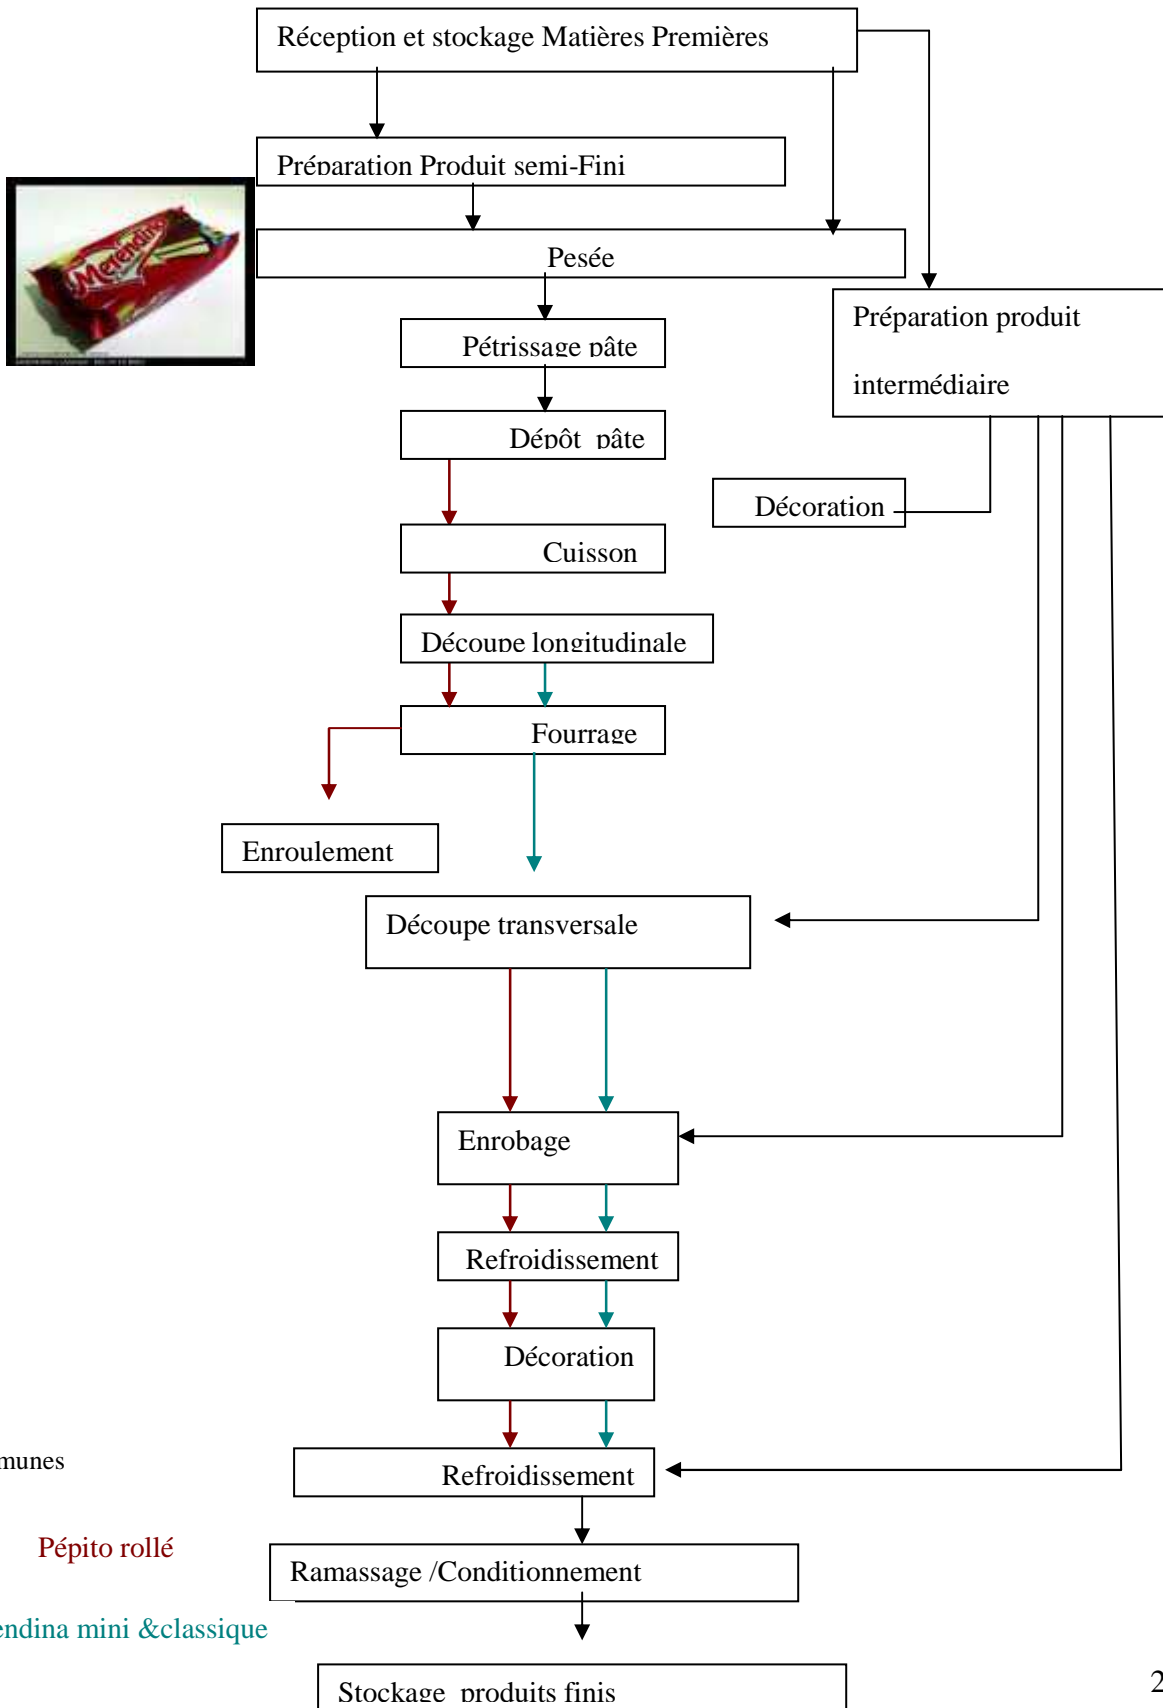 Réception et stockage Matières Premières
Préparation Produit semi-Fini
Merendina
Pesée
Préparation produit
intermédiaire
Pétrissage pâte
Dépôt pâte
Décoration
Cuisson
Découpe longitudinale
Fourrage
Enroulement
Découpe transversale
Enrobage
Refroidissement
Décoration
munes
Refroidissement
Pépito rollé
Ramassage /Conditionnement
endina mini &classique
Stockage produits finis
2